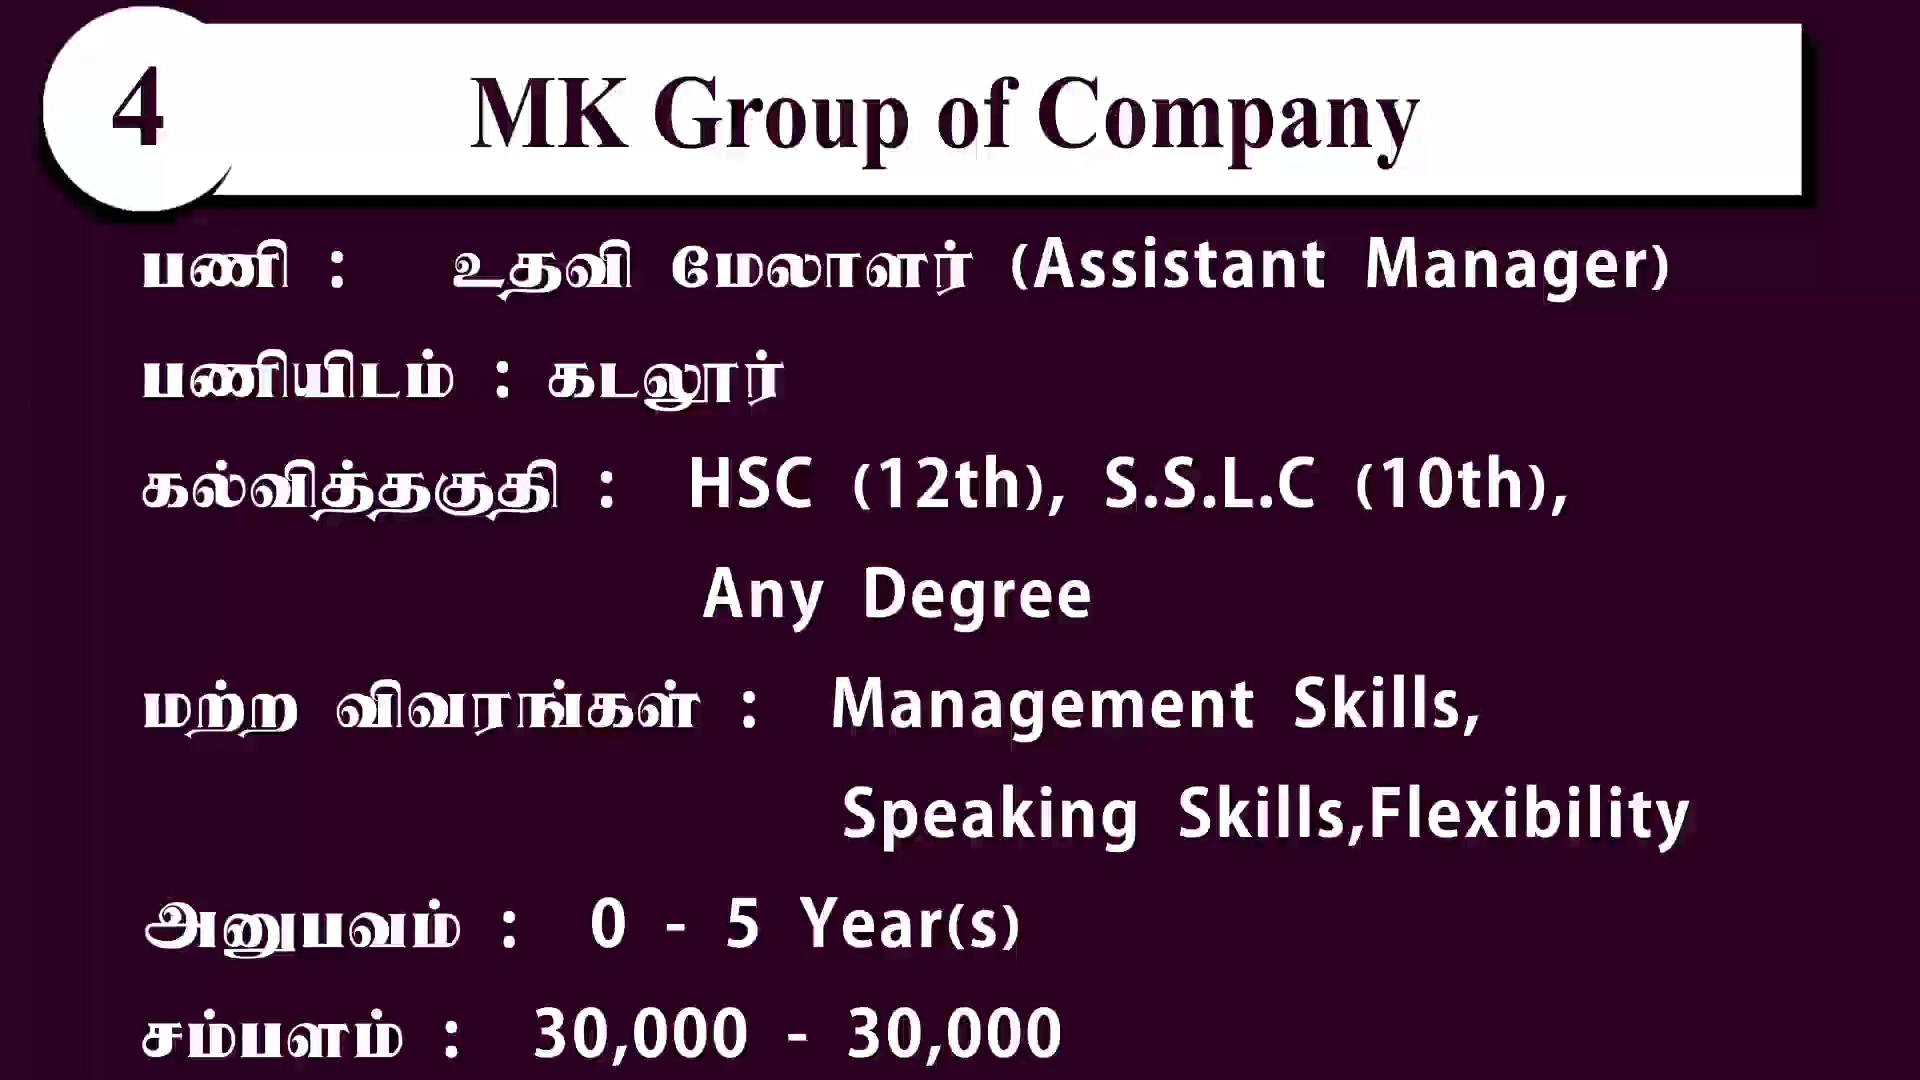 4 MK Group of Company
பணி : உதவி மேலாளர் (Assistant Manager)
பணியிடம் : கடலூர்
கல்வித்தகுதி : HSC (12th), S.S.L.C (10th),
Any Degree
மற்ற விவரங்கள் : Management Skills,
Speaking Skills,Flexibility
அனுபவம் : 0 - 5 Year(s)
சம்பளம் : 30,000 - 30,000